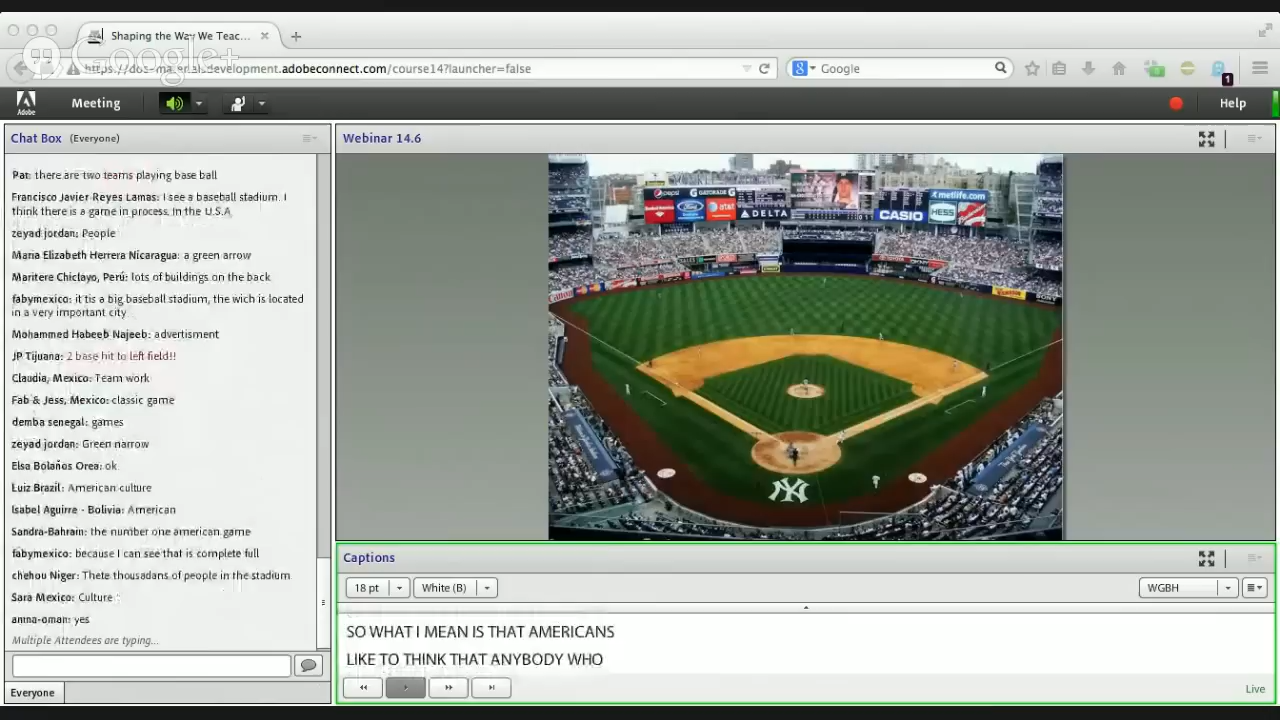 Shaping the Way We Teac...
Google+
adobeconnect.com/course14?launcher=false
Google
1
Adobe
Meeting
Help
Chat Box (Everyone)
Pat: there are two teams playing base ball
Francisco Javier Reyes Lamas: I see a baseball stadium. I
think there is a game in process. In the U.S.A
zeyad jordan: People
Maria Elizabeth Herrera Nicaragua: a green arrow
Maritere Chiclayo, Perú: lots of buildings on the back
fabymexico: it tis a big baseball stadium, the wich is located
in a very important city
Mohammed Habeeb Najeeb: advertisment
JP Tijuana: 2 base hit to left field!!
Claudia, Mexico: Team work
Fab & Jess, Mexico: classic game
demba senegal: games
zeyad jordan: Green narrow
Elsa Bolaños Orea: ok
Luiz Brazil: American culture
Isabel Aguirre - Bolivia: American
Sandra-Bahrain: the number one american game
fabymexico: because I can see that is complete full
chehou Niger: Thete thousadans of people in the stadium
Sara Mexico: Culture
amna-oman: yes
Multiple Attendees are typing...
Everyone
Webinar 14.6
pepsi GATORADE
Ford at&t
DELTA
metlife.com
CASIO HESS
SONY
NY
Captions
18 pt White (B) WGBH
SO WHAT I MEAN IS THAT AMERICANS
LIKE TO THINK THAT ANYBODY WHO
Live